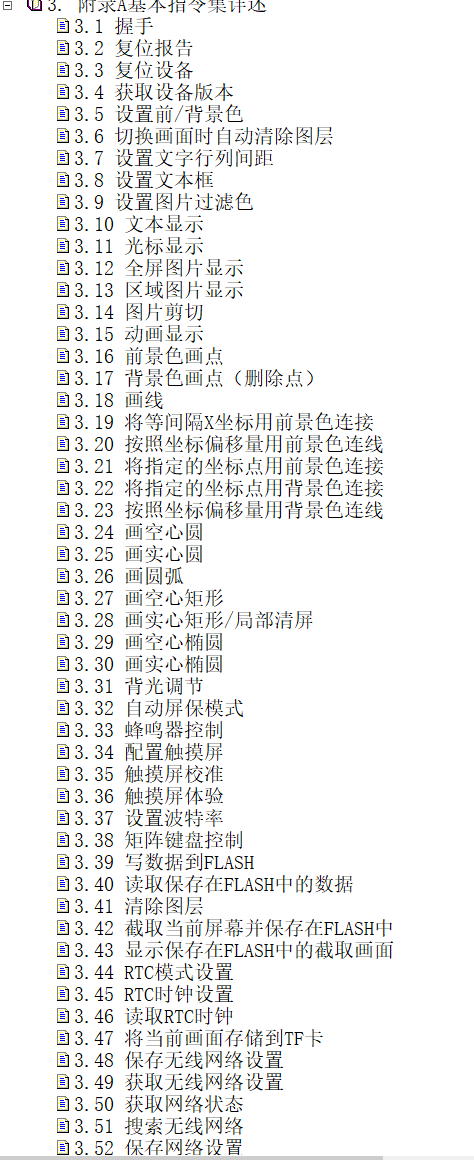 3. 附录A基本指令集详述
3.1 握手
3.2 复位报告
3.3 复位设备
3.4 获取设备版本
3.5 设置前/背景色
3.6 切换画面时自动清除图层
3.7 设置文字行列间距
3.8 设置文本框
3.9 设置图片过滤色
3.10 文本显示
3.11 光标显示
3.12 全屏图片显示
3.13 区域图片显示
3.14 图片剪切
3.15 动画显示
3.16 前景色画点
3.17 背景色画点（删除点）
3.18 画线
3.19 将等间隔X坐标用前景色连接
3.20 按照坐标偏移量用前景色连线
3.21 将指定的坐标点用前景色连接
3.22 将指定的坐标点用背景色连接
3.23 按照坐标偏移量用背景色连线
3.24 画空心圆
3.25 画实心圆
3.26 画圆弧
3.27 画空心矩形
3.28 画实心矩形/局部清屏
3.29 画空心椭圆
3.30 画实心椭圆
3.31 背光调节
3.32 自动屏保模式
3.33 蜂鸣器控制
3.34 配置触摸屏
3.35 触摸屏校准
3.36 触摸屏体验
3.37 设置波特率
3.38 矩阵键盘控制
3.39 写数据到FLASH
3.40 读取保存在FLASH中的数据
3.41 清除图层
3.42 截取当前屏幕并保存在FLASH中
3.43 显示保存在FLASH中的截取画面
3.44 RTC模式设置
3.45 RTC时钟设置
3.46 读取RTC时钟
3.47 将当前画面存储到TF卡
3.48 保存无线网络设置
3.49 获取无线网络设置
3.50 获取网络状态
3.51 搜索无线网络
3.52 保存网络设置